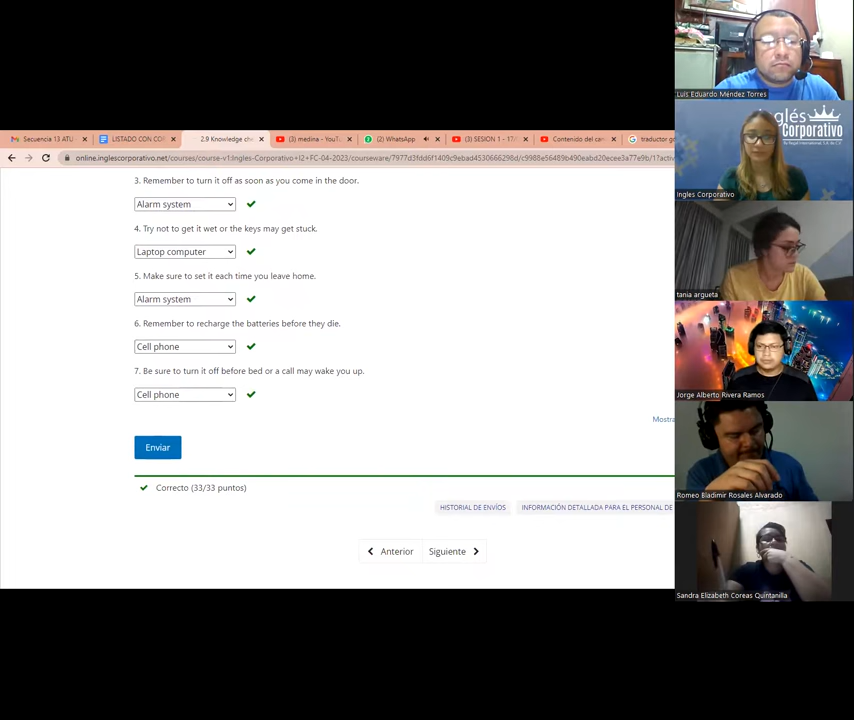 Secuencia 13 ATU
LISTADO CON COP
2.9 Knowledge che
(3) medina - YouT
(2) WhatsApp
(3) SESION 1 - 17/
Contenido del car
traductor go
online.inglescorporativo.net/courses/course-v1:Ingles-Corporativo+I2+FC-04-2023/courseware/7977d3fdd6f1409c9ebad4530666298d/c9988e56489b490eabd20ecee3a77e9b/1?activ
3. Remember to turn it off as soon as you come in the door.
Alarm system
4. Try not to get it wet or the keys may get stuck.
Laptop computer
5. Make sure to set it each time you leave home.
Alarm system
6. Remember to recharge the batteries before they die.
Cell phone
7. Be sure to turn it off before bed or a call may wake you up.
Cell phone
Mostra
Enviar
Correcto (33/33 puntos)
HISTORIAL DE ENVÍOS
INFORMACIÓN DETALLADA PARA EL PERSONAL DE
Anterior
Siguiente
Luis Eduardo Méndez Torres
Inglés
Corporativo
Ingles Corporativo
tania argueta
Jorge Alberto Rivera Ramos
Romeo Bladimir Rosales Alvarado
Sandra Elizabeth Coreas Quintanilla